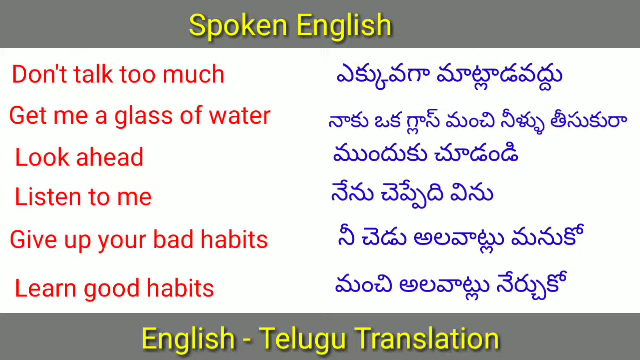 Spoken English
Don't talk too much ఎక్కువగా మాట్లాడవద్దు
Get me a glass of water నాకు ఒక గ్లాస్ మంచి నీళ్ళు తీసుకురా
Look ahead ముందుకు చూడండి
Listen to me నేను చెప్పేది విను
Give up your bad habits నీ చెడు అలవాట్లు మనుకో
Learn good habits మంచి అలవాట్లు నేర్చుకో
English - Telugu Translation